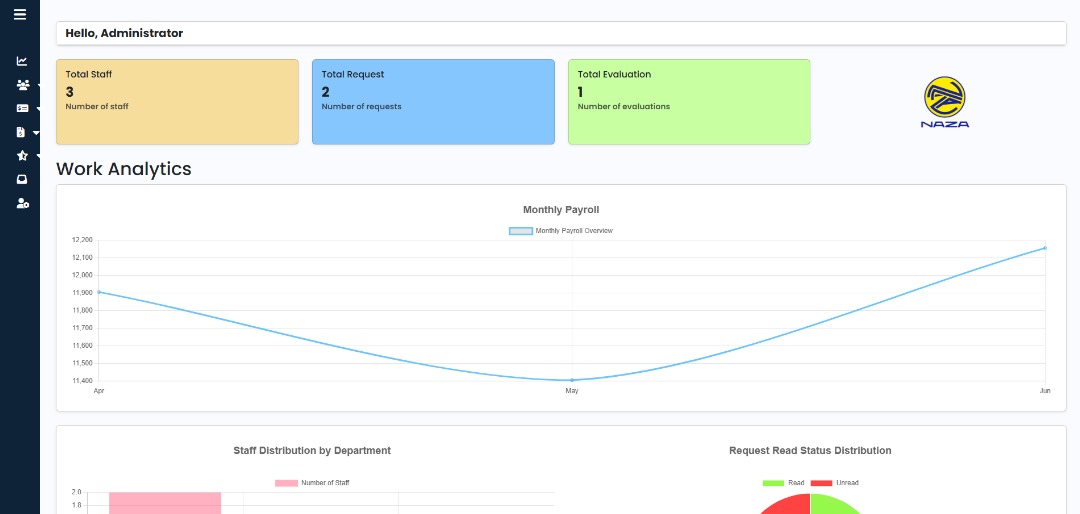 Hello, Administrator
Total Staff
3
Number of staff
Total Request
2
Number of requests
Total Evaluation
1
Number of evaluations
NAZA
Work Analytics
Monthly Payroll
Monthly Payroll Overview
12,200
12,100
12,000
11,900
11,800
11,700
11,600
11,500
11,400
Apr May Jun
Staff Distribution by Department
Number of Staff
2.0
1.8
Request Read Status Distribution
Read Unread